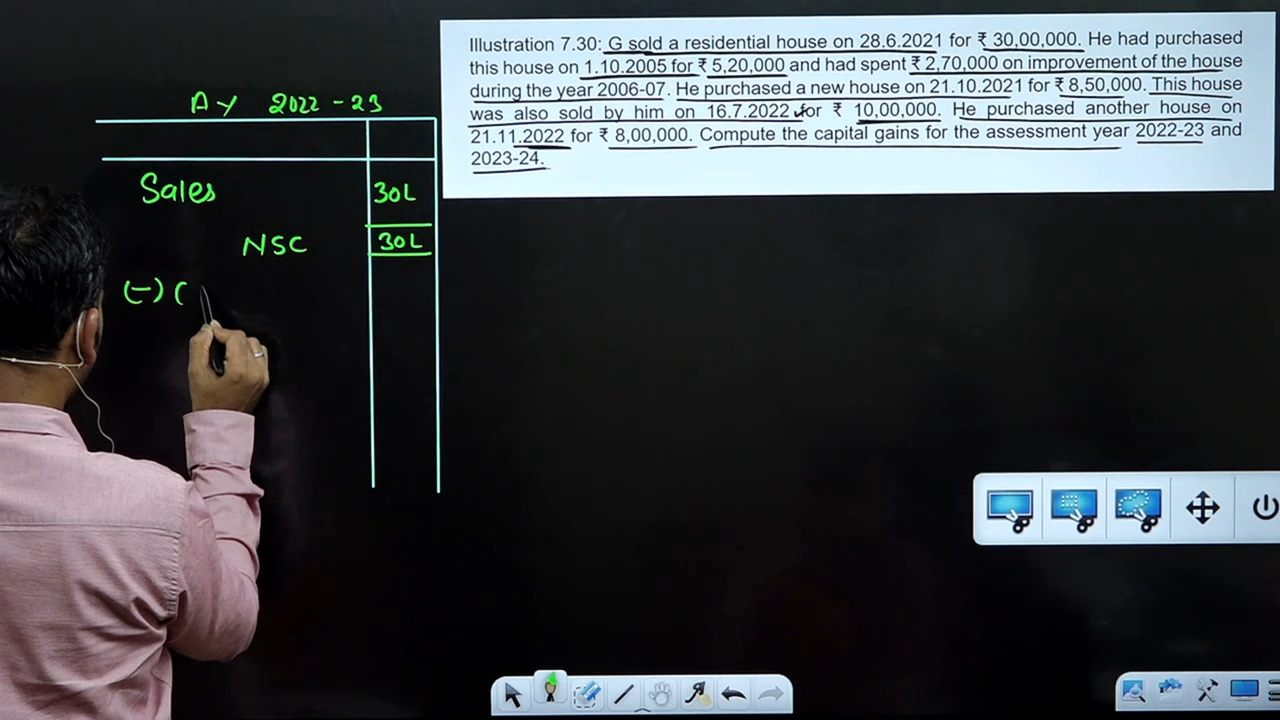 Illustration 7.30: G sold a residential house on 28.6.2021 for ₹ 30,00,000. He had purchased
this house on 1.10.2005 for ₹ 5,20,000 and had spent ₹ 2,70,000 on improvement of the house
during the year 2006-07. He purchased a new house on 21.10.2021 for ₹ 8,50,000. This house
was also sold by him on 16.7.2022 for ₹ 10,00,000. He purchased another house on
21.11.2022 for ₹ 8,00,000. Compute the capital gains for the assessment year 2022-23 and
2023-24.
A Y 2022 - 23
Sales 30L
NSC 30L
(-) (